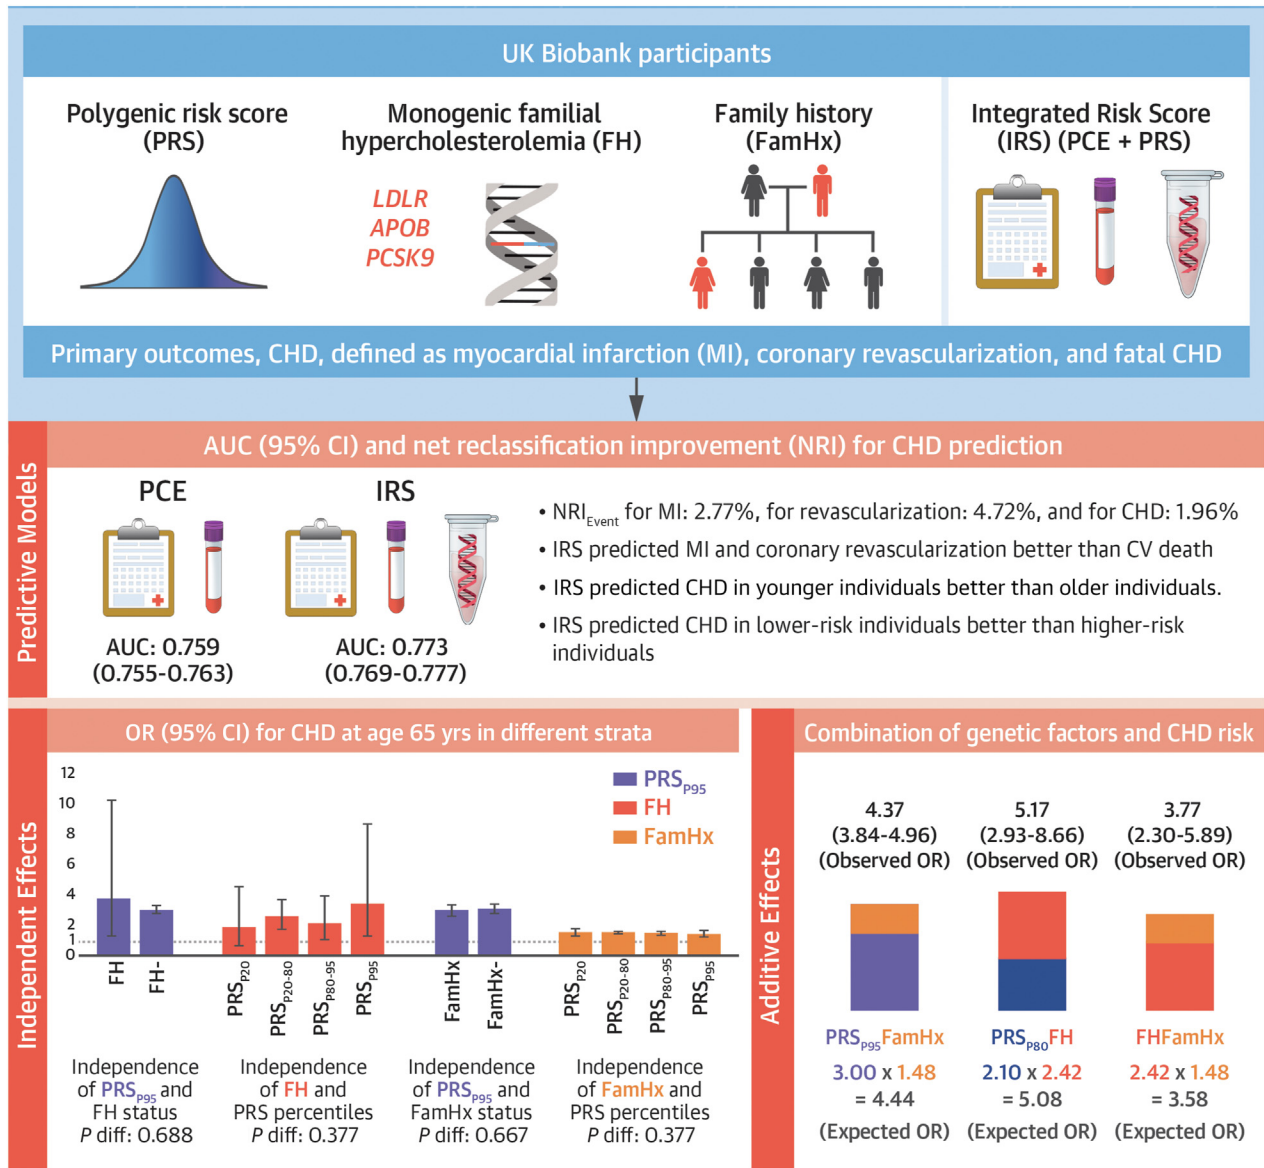 UK Biobank participants
Polygenic risk score
(PRS)
Monogenic familial
hypercholesterolemia (FH)
LDLR
APOB
PCSK9
Family history
(FamHx)
Integrated Risk Score
(IRS) (PCE + PRS)
Primary outcomes, CHD, defined as myocardial infarction (MI), coronary revascularization, and fatal CHD
Predictive Models
AUC (95% CI) and net reclassification improvement (NRI) for CHD prediction
PCE
AUC: 0.759
(0.755-0.763)
IRS
AUC: 0.773
(0.769-0.777)
• NRIEvent for MI: 2.77%, for revascularization: 4.72%, and for CHD: 1.96%
• IRS predicted MI and coronary revascularization better than CV death
• IRS predicted CHD in younger individuals better than older individuals.
• IRS predicted CHD in lower-risk individuals better than higher-risk
individuals
Independent Effects
OR (95% CI) for CHD at age 65 yrs in different strata
12
10
8
6
4
2
1
0
PRSP95
FH
FamHx
FH
FH-
PRSP20
PRSP20-80
PRSP80-95
PRSP95
FamHx
FamHx-
PRSP20
PRSP20-80
PRSP80-95
PRSP95
Independence
of PRSP95 and
FH status
P diff: 0.688
Independence
of FH and
PRS percentiles
P diff: 0.377
Independence
of PRSP95 and
FamHx status
P diff: 0.667
Independence
of FamHx and
PRS percentiles
P diff: 0.377
Additive Effects
Combination of genetic factors and CHD risk
4.37
(3.84-4.96)
(Observed OR)
5.17
(2.93-8.66)
(Observed OR)
3.77
(2.30-5.89)
(Observed OR)
PRSP95FamHx
3.00 x 1.48
= 4.44
(Expected OR)
PRSP80FH
2.10 x 2.42
= 5.08
(Expected OR)
FHFamHx
2.42 x 1.48
= 3.58
(Expected OR)